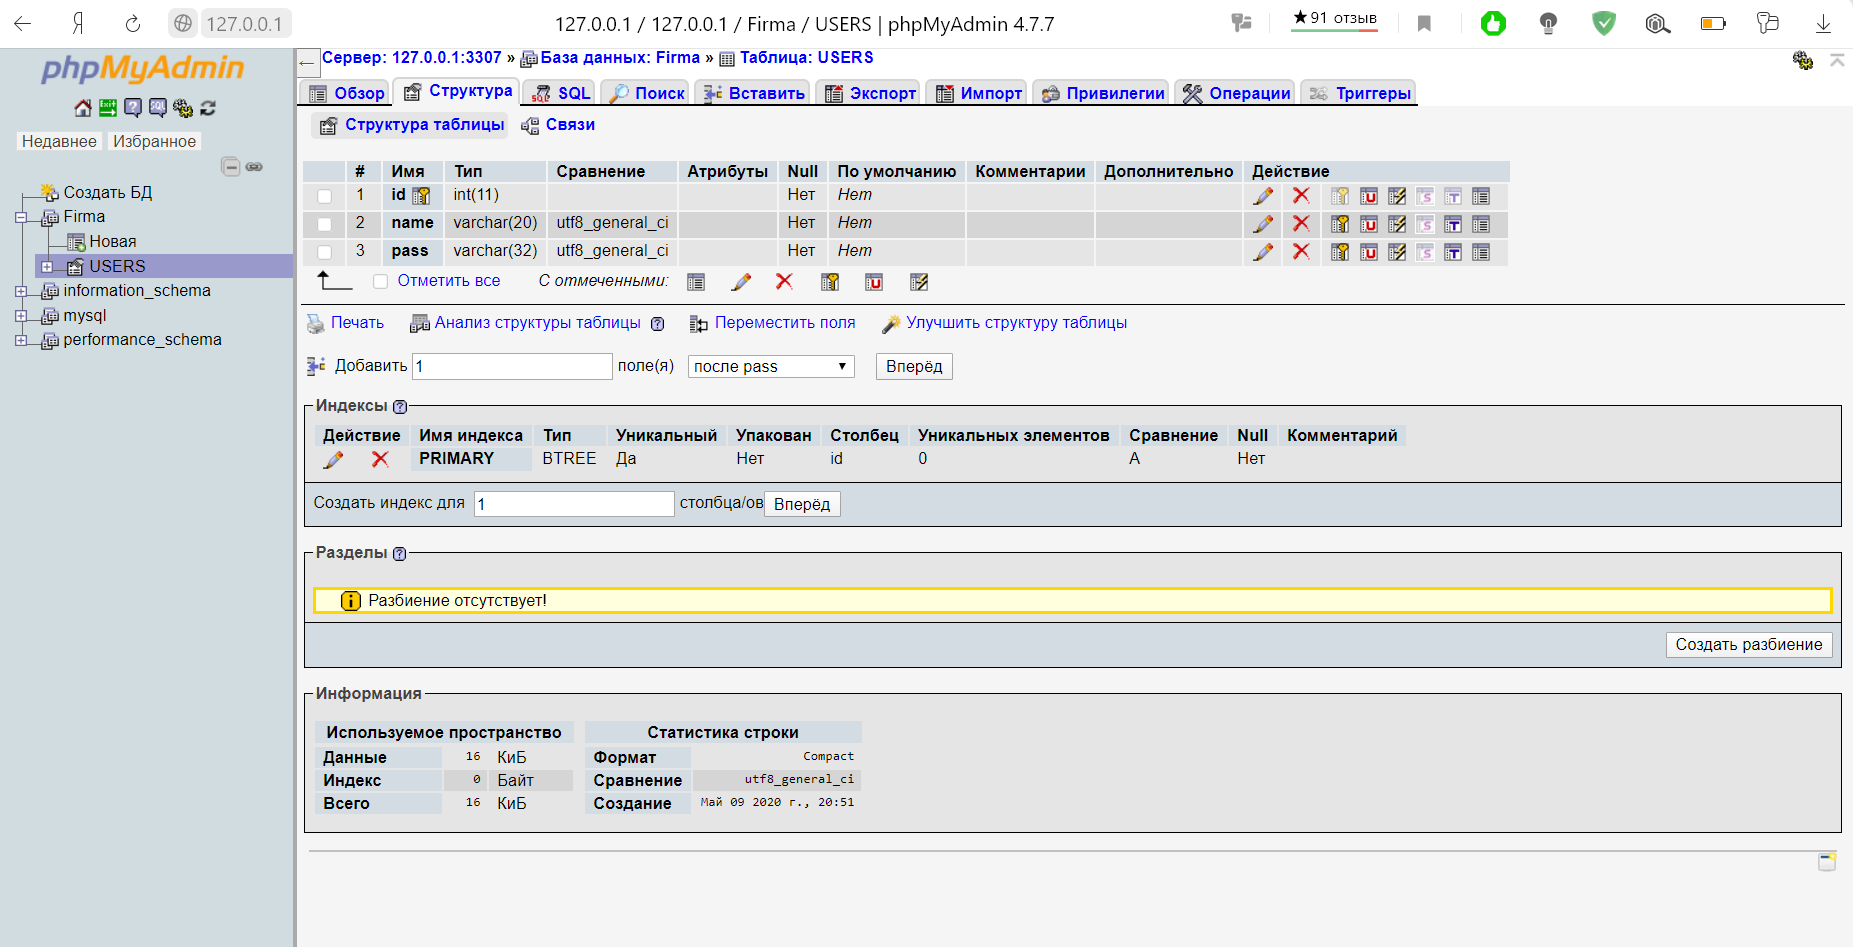 127.0.0.1
127.0.0.1 / 127.0.0.1 / Firma / USERS | phpMyAdmin 4.7.7
★91 отзыв
phpMyAdmin
Недавнее Избранное
Создать БД
Firma
Новая
USERS
information_schema
mysql
performance_schema
Сервер: 127.0.0.1:3307 » База данных: Firma » Таблица: USERS
Обзор Структура SQL Поиск Вставить Экспорт Импорт Привилегии Операции Триггеры
Структура таблицы Связи
# Имя Тип Сравнение Атрибуты Null По умолчанию Комментарии Дополнительно Действие
1 id int(11) Нет Нет
2 name varchar(20) utf8_general_ci Нет Нет
3 pass varchar(32) utf8_general_ci Нет Нет
Отметить все С отмеченными:
Печать Анализ структуры таблицы Переместить поля Улучшить структуру таблицы
Добавить 1 поле(я) после pass Вперёд
Индексы
Действие Имя индекса Тип Уникальный Упакован Столбец Уникальных элементов Сравнение Null Комментарий
PRIMARY BTREE Да Нет id 0 A Нет
Создать индекс для 1 столбца/ов Вперёд
Разделы
Разбиение отсутствует!
Создать разбиение
Информация
Используемое пространство
Данные 16 КиБ
Индекс 0 Байт
Всего 16 КиБ
Статистика строки
Формат Compact
Сравнение utf8_general_ci
Создание Май 09 2020 г., 20:51